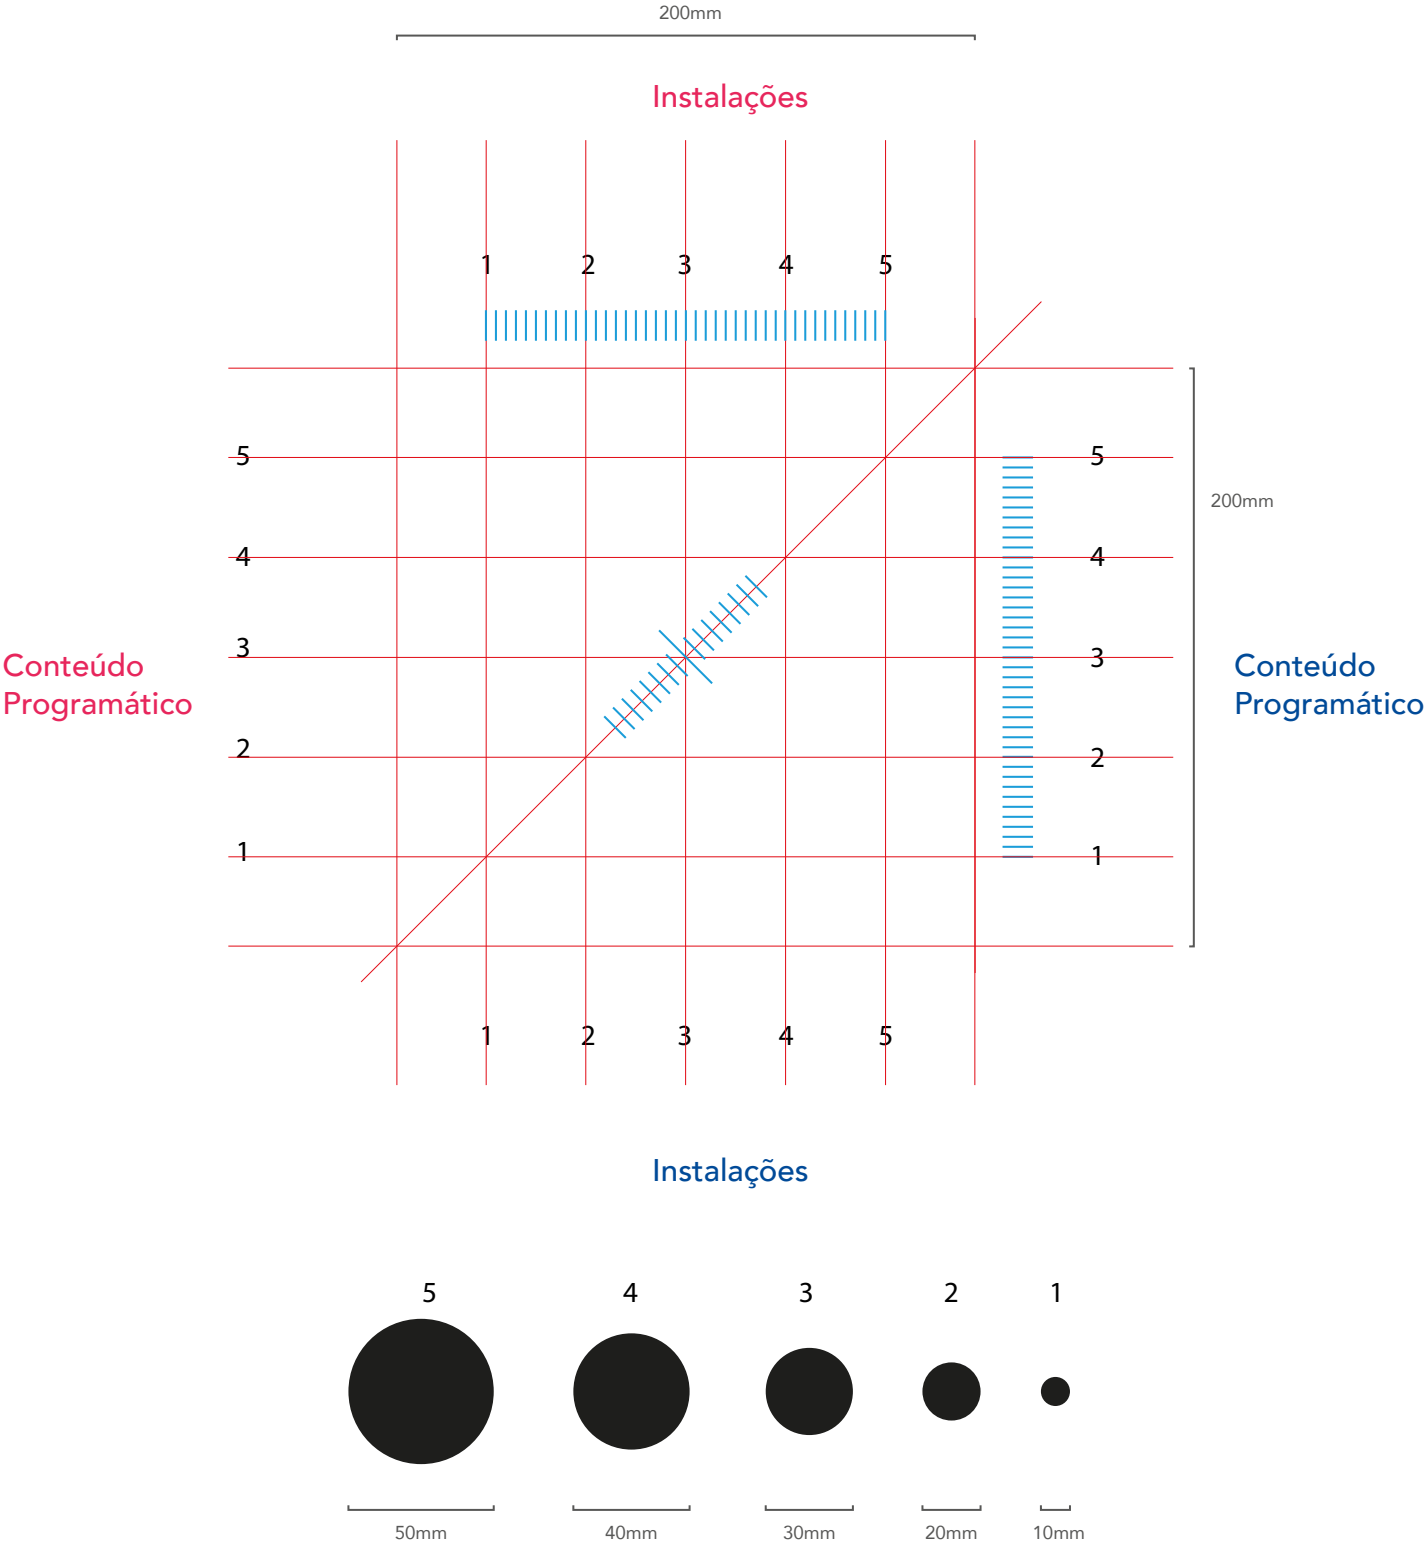 200mm
Instalações
1 2 3 4 5
5 5
200mm
4 4
3 3
Conteúdo Conteúdo
Programático Programático
2 2
1 1
1 2 3 4 5
Instalações
5 4 3 2 1
50mm 40mm 30mm 20mm 10mm